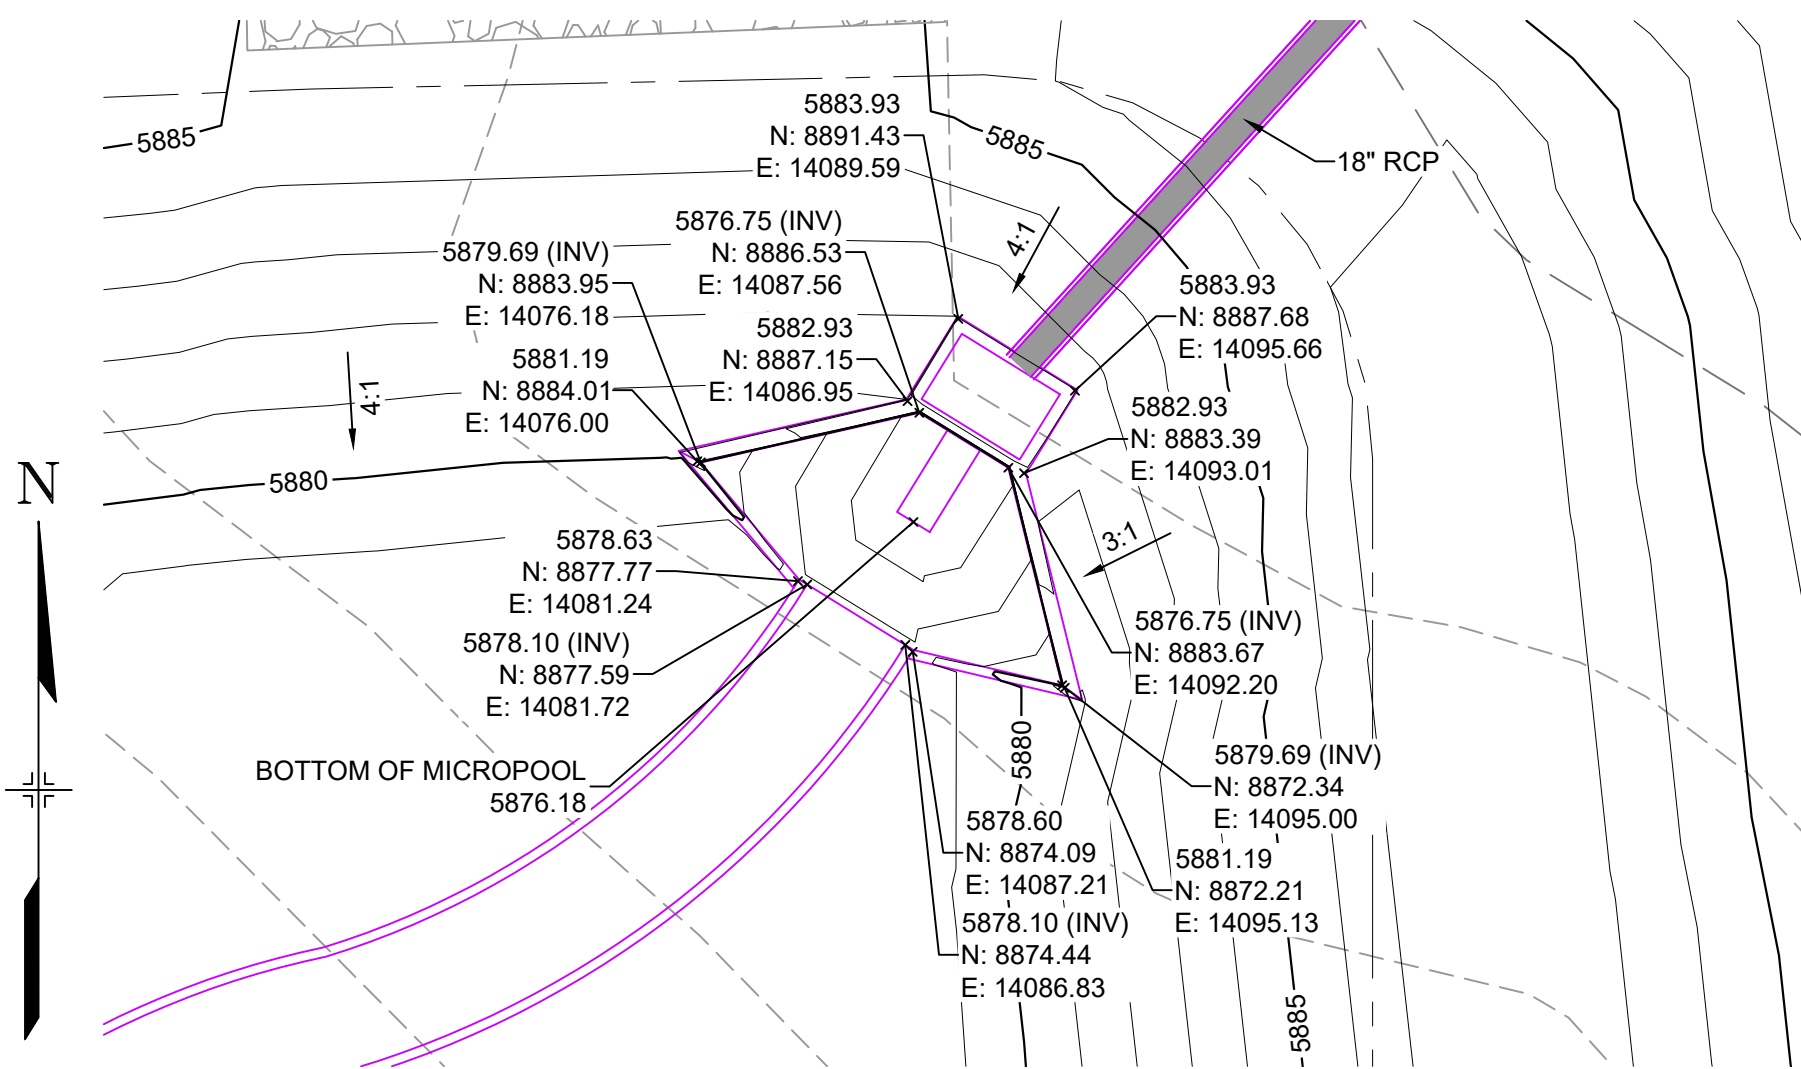 5883.93
N: 8891.43
E: 14089.59
5885
5885
18" RCP
4:1
5876.75 (INV)
N: 8886.53
E: 14087.56
5879.69 (INV)
N: 8883.95
E: 14076.18
5883.93
N: 8887.68
E: 14095.66
5882.93
N: 8887.15
E: 14086.95
5881.19
N: 8884.01
E: 14076.00
4:1
5882.93
N: 8883.39
E: 14093.01
N
5880
3:1
5878.63
N: 8877.77
E: 14081.24
5878.10 (INV)
N: 8877.59
E: 14081.72
5876.75 (INV)
N: 8883.67
E: 14092.20
BOTTOM OF MICROPOOL
5876.18
5880
5879.69 (INV)
N: 8872.34
E: 14095.00
5878.60
N: 8874.09
E: 14087.21
5881.19
N: 8872.21
E: 14095.13
5878.10 (INV)
N: 8874.44
E: 14086.83
5885